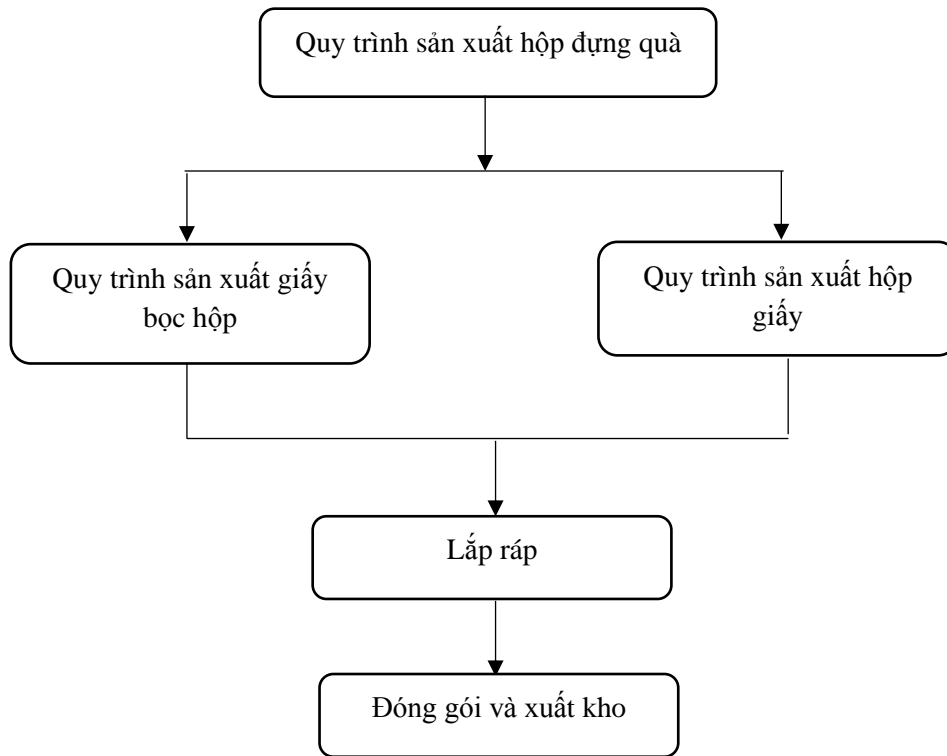 Quy trình sản xuất hộp đựng quà
Quy trình sản xuất giấy
bọc hộp
Quy trình sản xuất hộp
giấy
Lắp ráp
Đóng gói và xuất kho